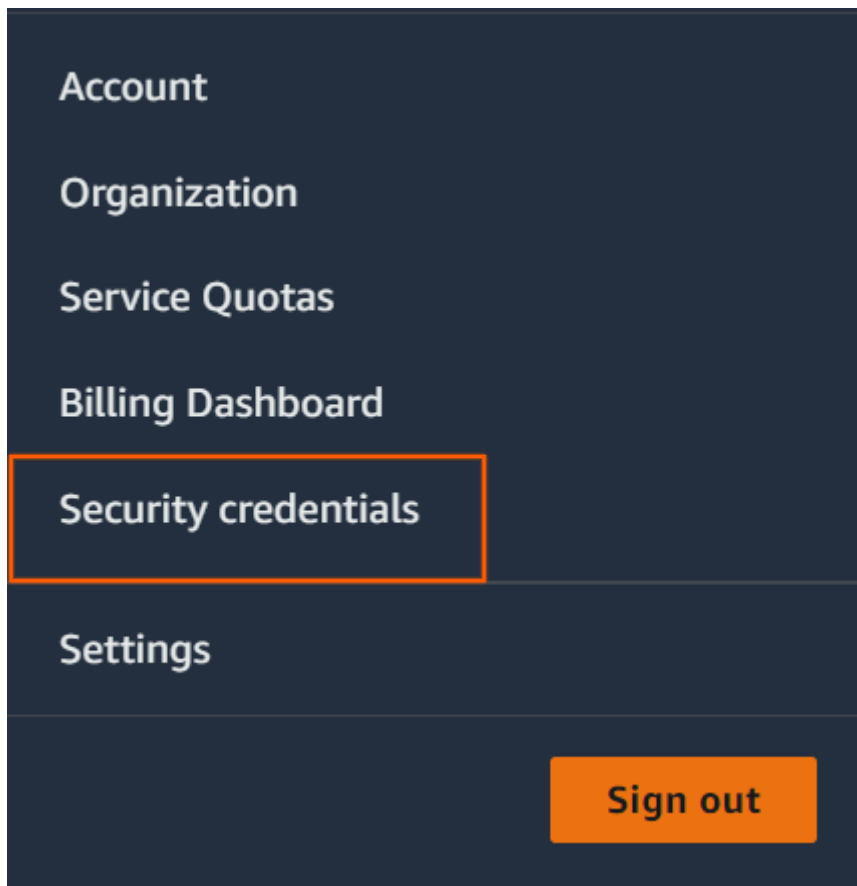 Account
Organization
Service Quotas
Billing Dashboard
Security credentials
Settings
Sign out